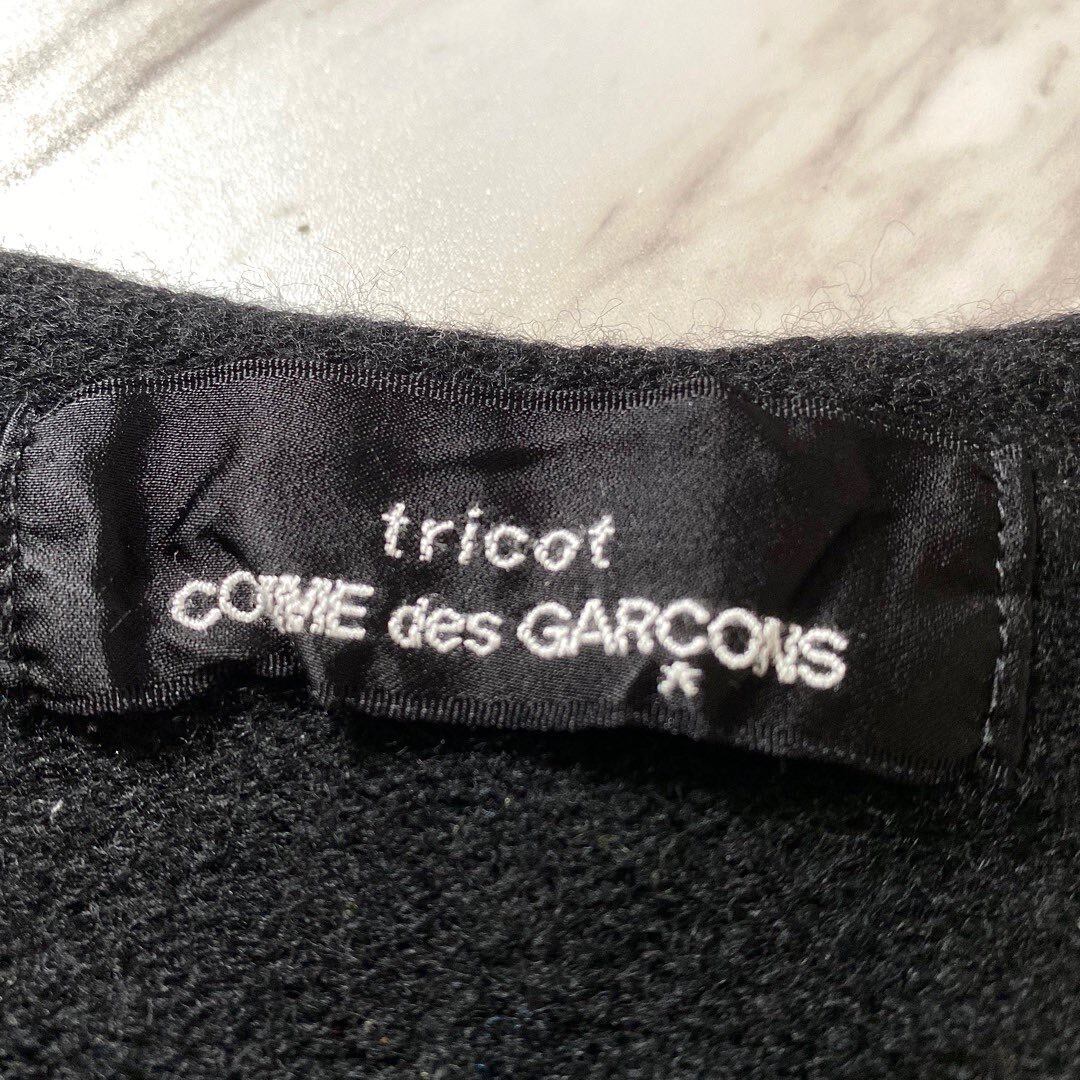 tricot
COMME des GARCONS
*